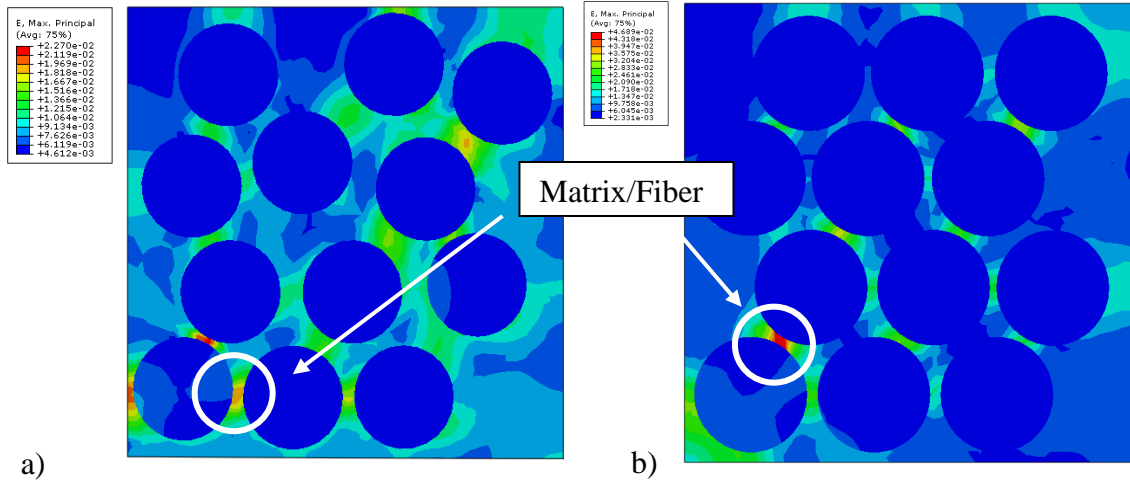 E, Max. Principal
(Avg: 75%)
+2.270e-02
+2.119e-02
+1.969e-02
+1.818e-02
+1.667e-02
+1.516e-02
+1.366e-02
+1.215e-02
+1.064e-02
+9.134e-03
+7.626e-03
+6.119e-03
+4.612e-03
E, Max. Principal
(Avg: 75%)
+4.689e-02
+4.318e-02
+3.947e-02
+3.575e-02
+3.204e-02
+2.833e-02
+2.461e-02
+2.090e-02
+1.718e-02
+1.347e-02
+9.758e-03
+6.045e-03
+2.331e-03
Matrix/Fiber
a)
b)